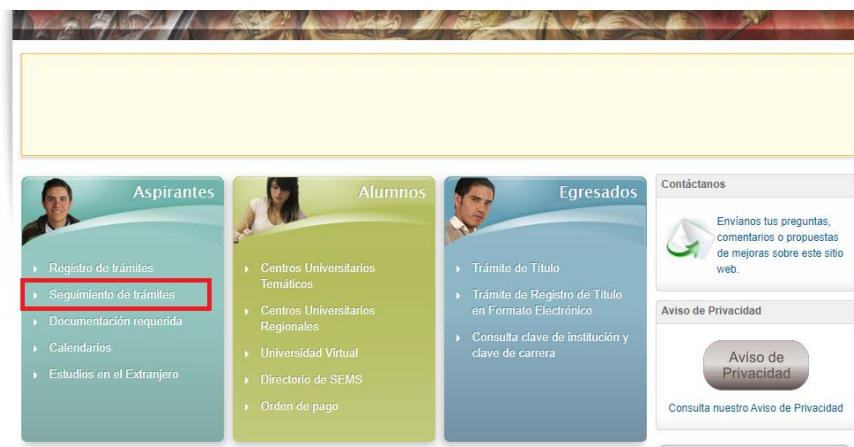 Aspirantes
Registro de trámites
Seguimiento de trámites
Documentación requerida
Calendarios
Estudios en el Extranjero
Alumnos
Centros Universitarios
Temáticos
Centros Universitarios
Regionales
Universidad Virtual
Directorio de SEMS
Orden de pago
Egresados
Trámite de Título
Trámite de Registro de Título
en Formato Electrónico
Consulta clave de institución y
clave de carrera
Contáctanos
Envíanos tus preguntas,
comentarios o propuestas
de mejoras sobre este sitio
web.
Aviso de Privacidad
Aviso de
Privacidad
Consulta nuestro Aviso de Privacidad